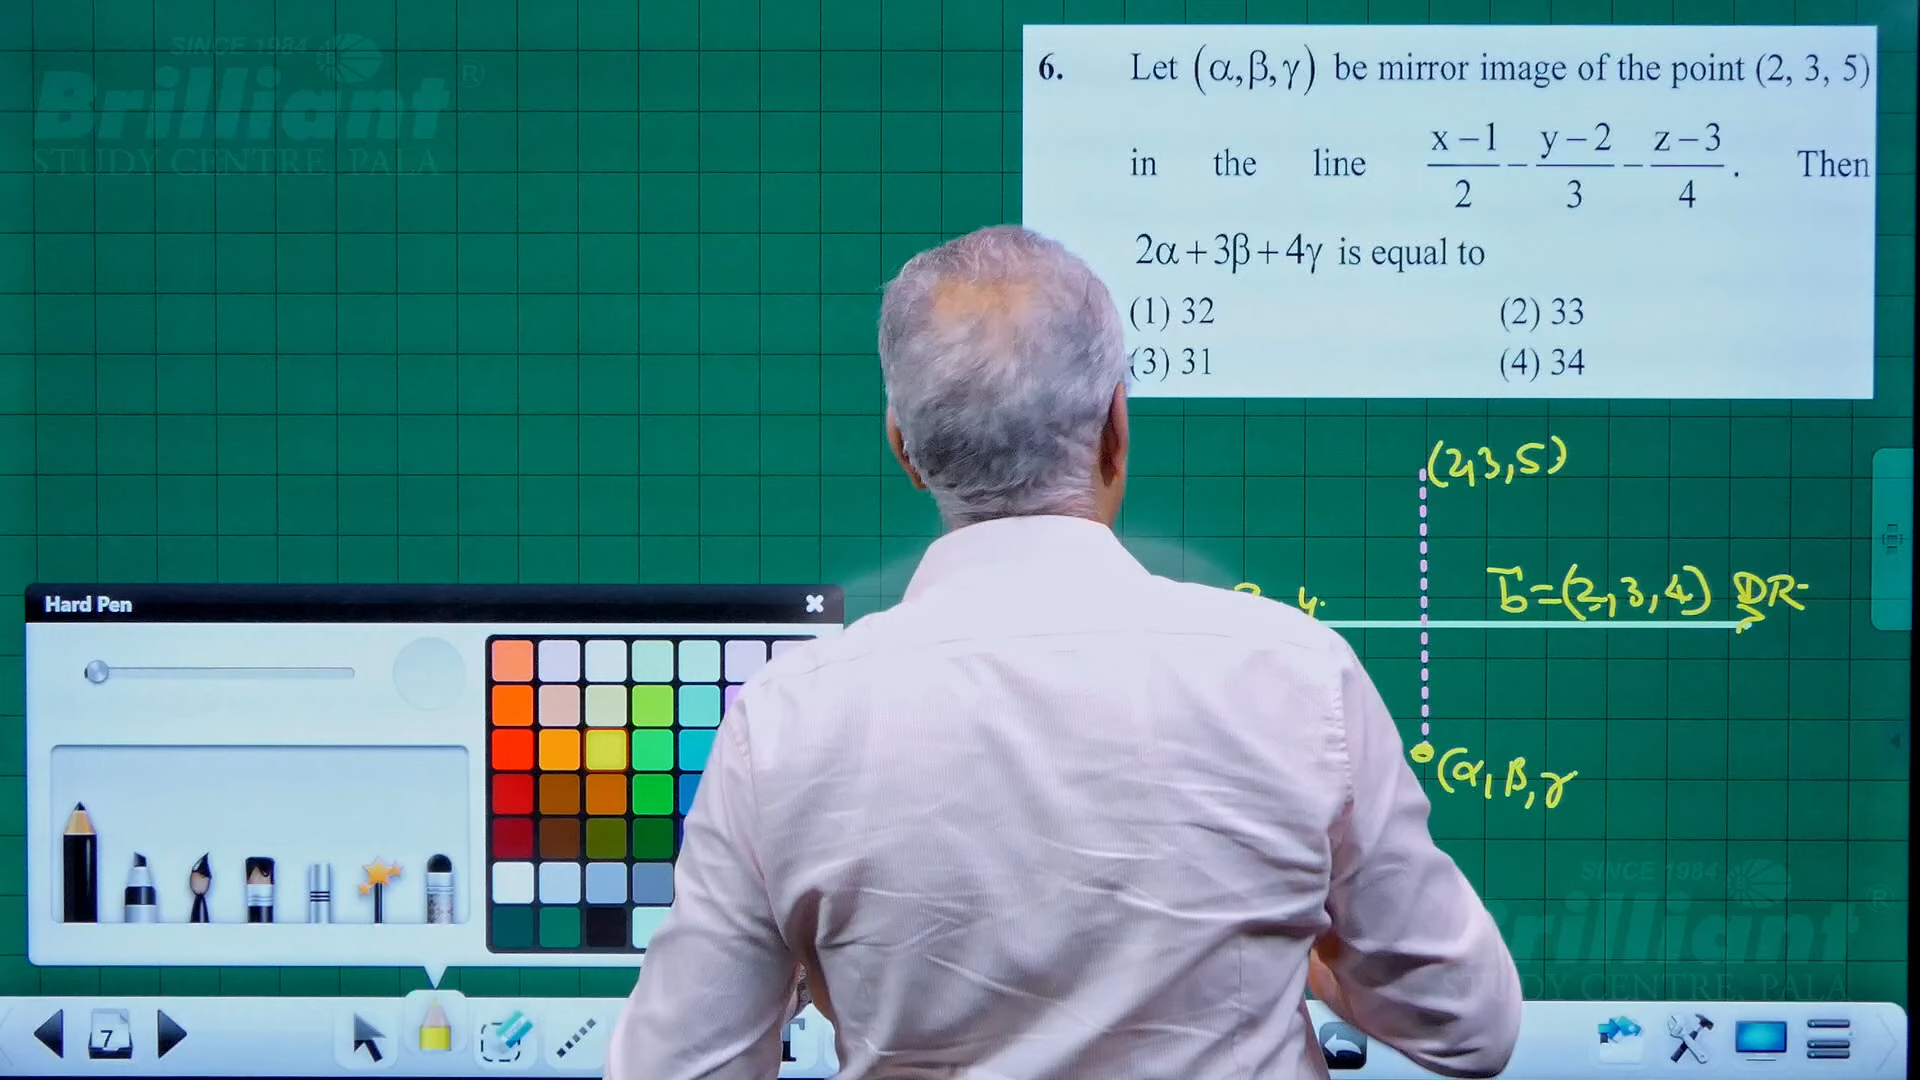 SINCE 1984
Brilliant®
STUDY CENTRE, PALA
6. Let (α,β,γ) be mirror image of the point (2, 3, 5)
in the line (x−1)/2 − (y−2)/3 − (z−3)/4 . Then
2α+3β+4γ is equal to
(1) 32 (2) 33
(3) 31 (4) 34
(2,3,5)
b̅=(2,3,4) DR
(α, β, γ
Hard Pen
7
T
SINCE 1984
Brilliant®
STUDY CENTRE, PALA